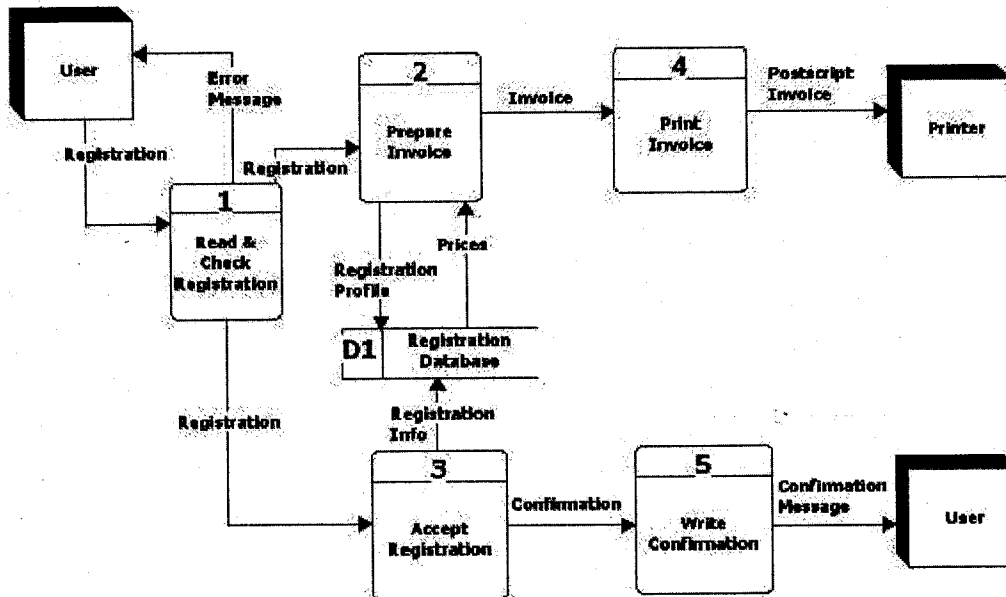 User
Error
Message
Registration
1
Read &
Check
Registration
Registration
2
Prepare
Invoice
Invoice
4
Print
Invoice
Postscript
Invoice
Printer
Registration
Profile
Prices
D1
Registration
Database
Registration
Registration
Info
3
Accept
Registration
Confirmation
5
Write
Confirmation
Confirmation
Message
User